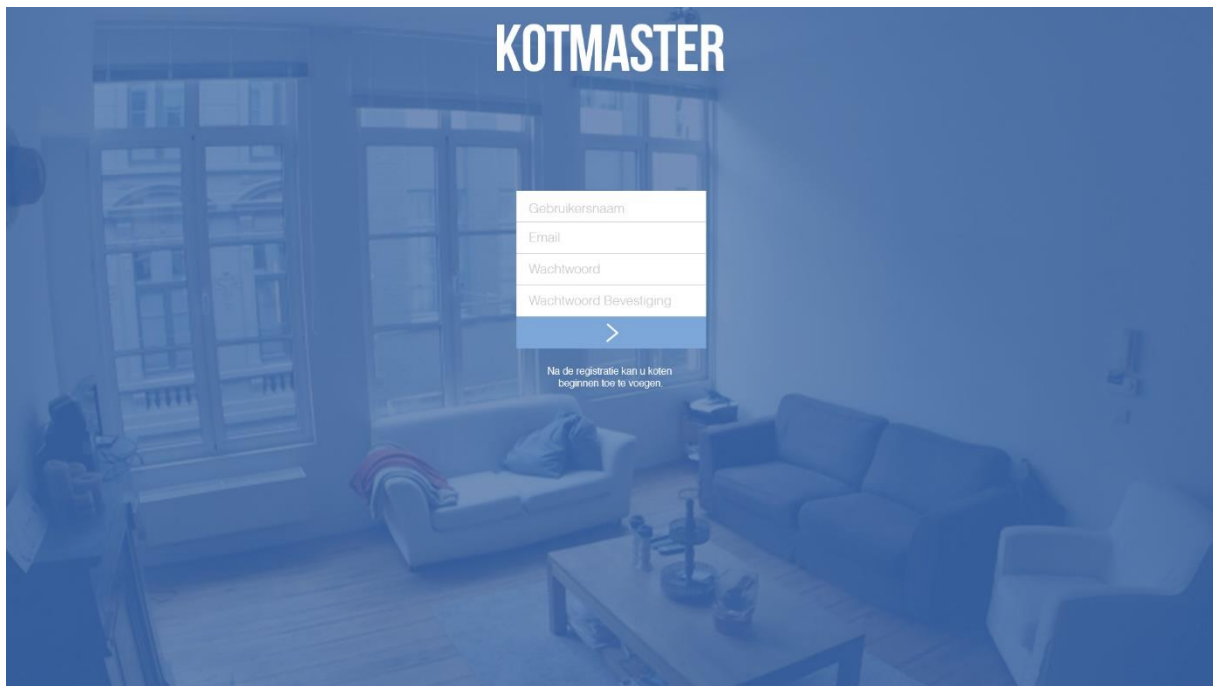 KOTMASTER
Gebruikersnaam
Email
Wachtwoord
Wachtwoord Bevestiging
Na de registratie kan u koten
beginnen toe te voegen.